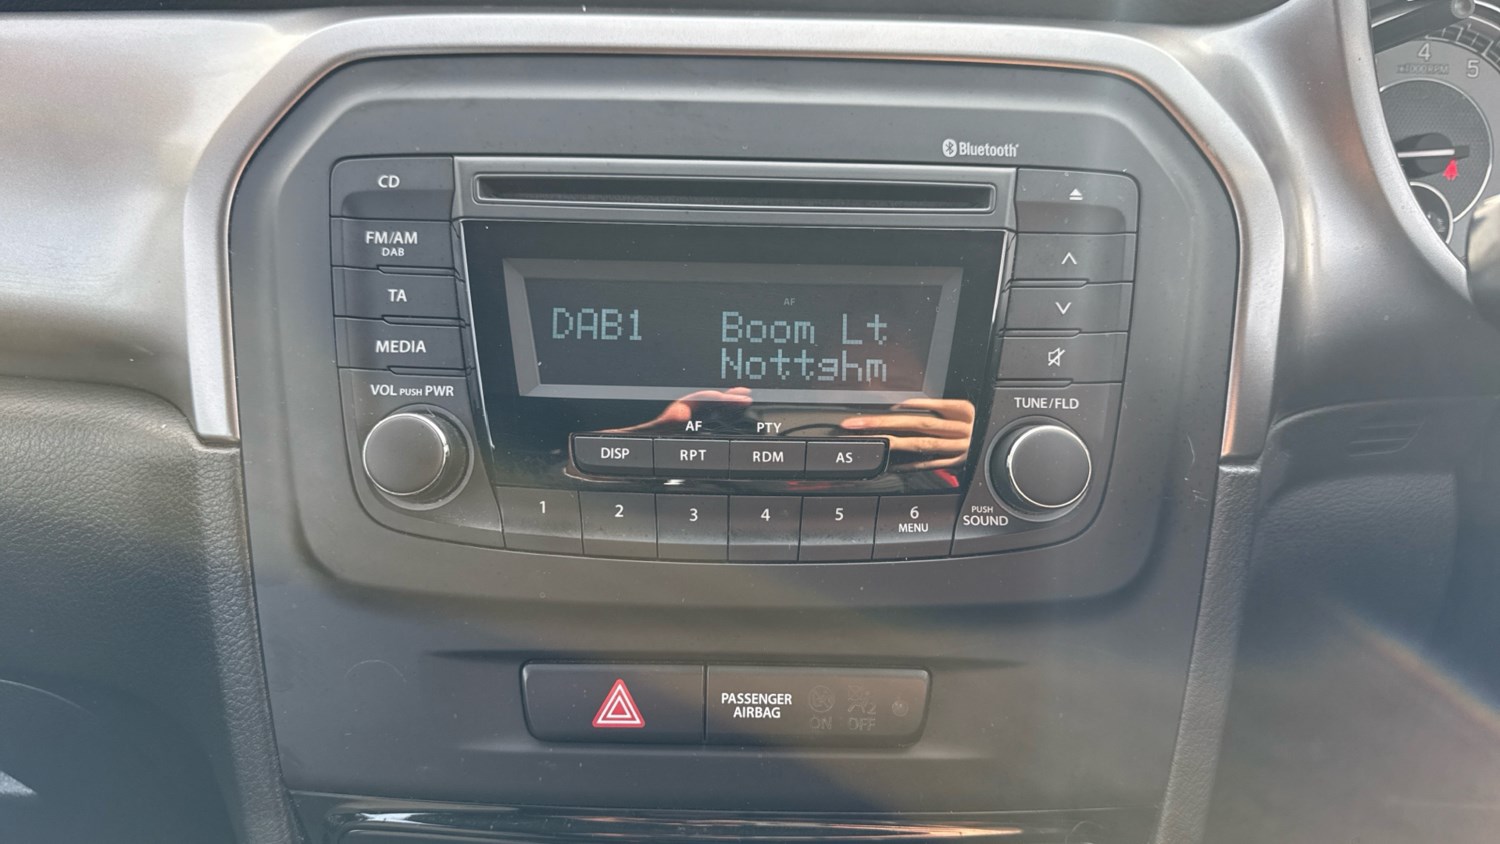 4
5
Bluetooth
CD
FM/AM
DAB
TA
MEDIA
VOL PUSH PWR
AF
DAB1
Boom Lt
Nottghm
TUNE/FLD
AF
PTY
DISP
RPT
RDM
AS
1
2
3
4
5
6
MENU
PUSH
SOUND
PASSENGER
AIRBAG
ON
OFF